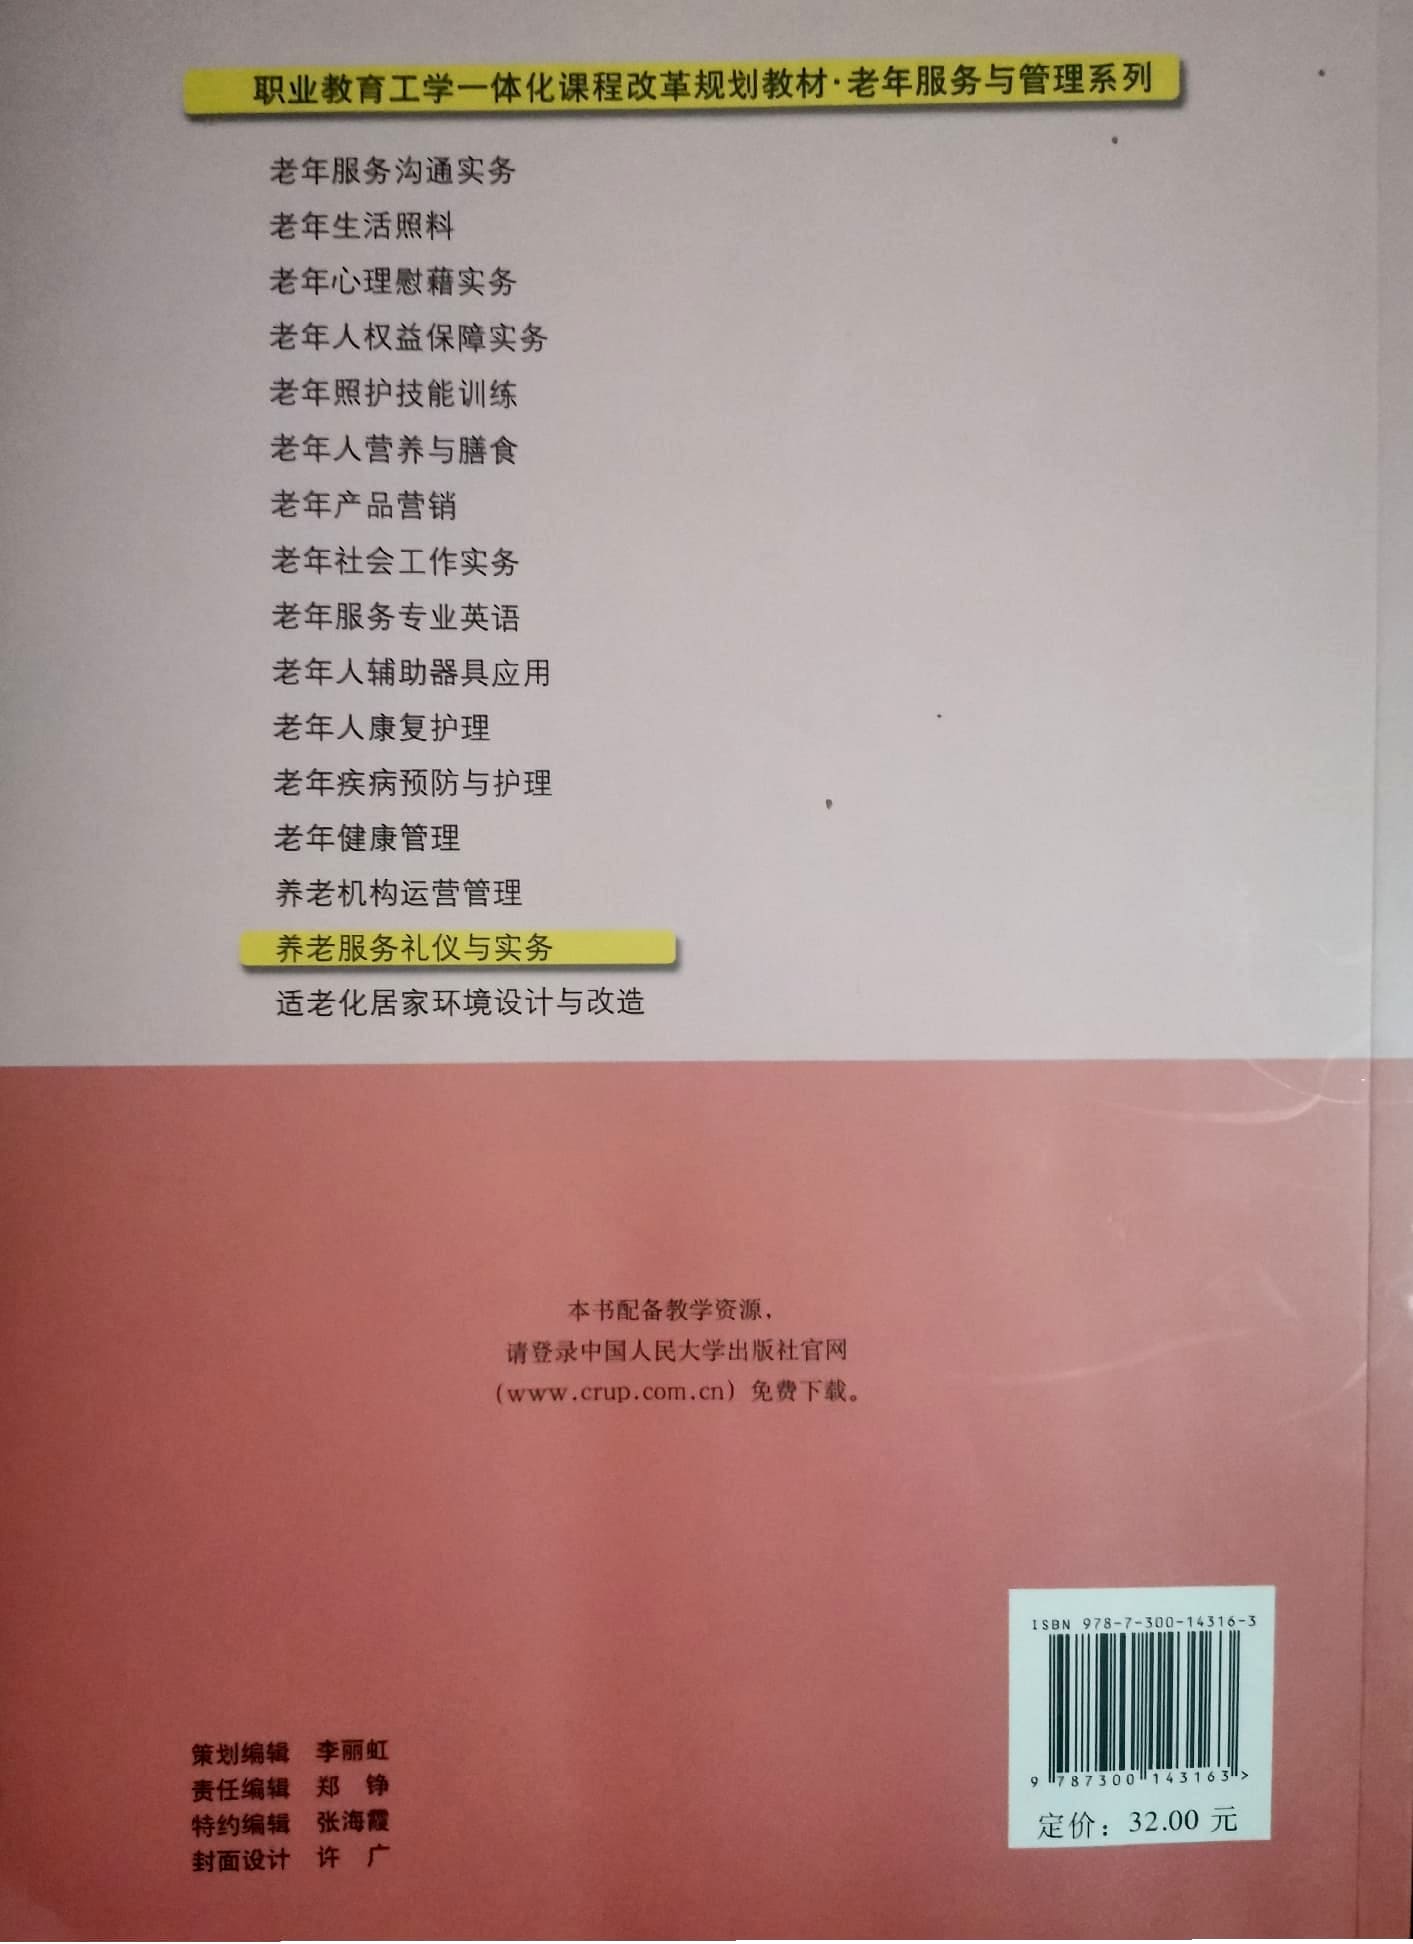 职业教育工学一体化课程改革规划教材·老年服务与管理系列
老年服务沟通实务
老年生活照料
老年心理慰藉实务
老年人权益保障实务
老年照护技能训练
老年人营养与膳食
老年产品营销
老年社会工作实务
老年服务专业英语
老年人辅助器具应用
老年人康复护理
老年疾病预防与护理
老年健康管理
养老机构运营管理
养老服务礼仪与实务
适老化居家环境设计与改造
本书配备教学资源，
请登录中国人民大学出版社官网
(www.crup.com.cn) 免费下载。
策划编辑 李丽虹
责任编辑 郑 铮
特约编辑 张海霞
封面设计 许 广
ISBN 978-7-300-14316-3
9 787300 143163>
定价：32.00 元